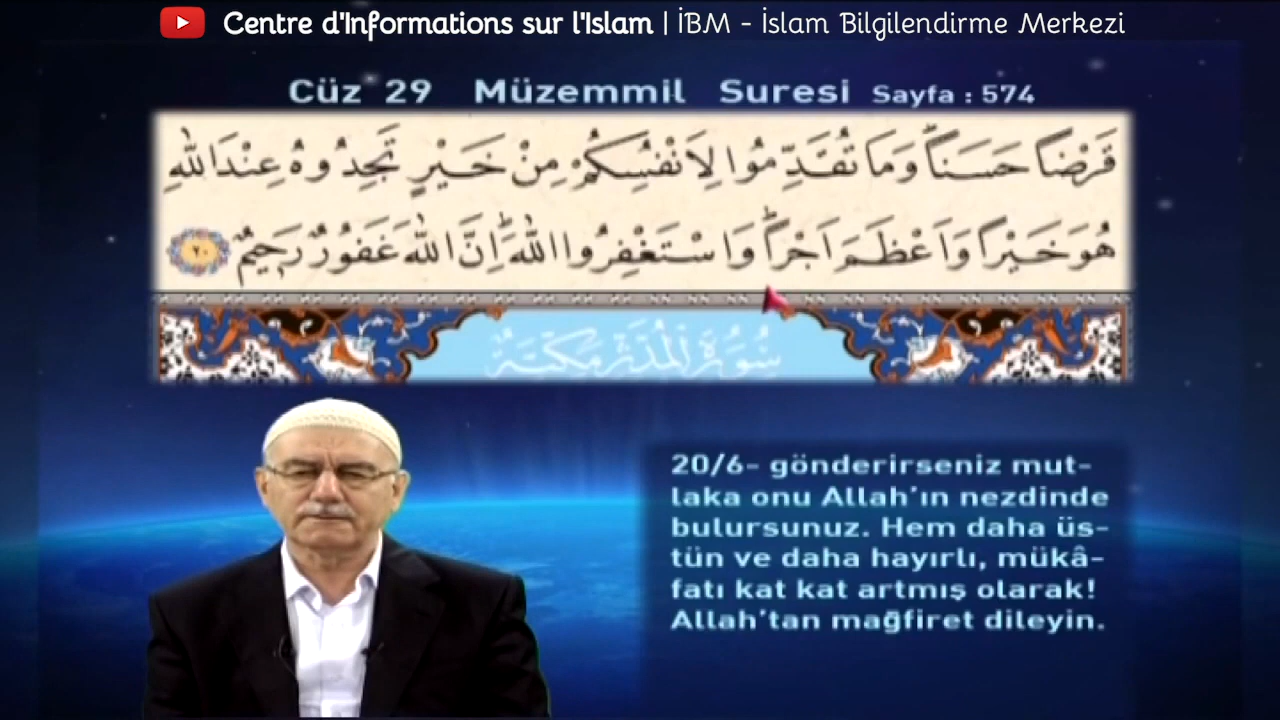 Centre d'Informations sur l'Islam | İBM - İslam Bilgilendirme Merkezi
Cüz 29 Müzemmil Suresi Sayfa : 574
قَرْضًا حَسَنًاۜ وَمَا تُقَدِّمُوا لِاَنْفُسِكُمْ مِنْ خَيْرٍ تَجِدُوهُ عِنْدَ اللّٰهِ
هُوَ خَيْرًا وَاَعْظَمَ اَجْرًاۜ وَاسْتَغْفِرُوا اللّٰهَۜ اِنَّ اللّٰهَ غَفُورٌ رَحِيمٌ ٢٠
سُورَةُ الْمُدَّثِّرِ مَكِّيَّةٌ
20/6- gönderirseniz mut-
laka onu Allah'ın nezdinde
bulursunuz. Hem daha üs-
tün ve daha hayırlı, mükâ-
fatı kat kat artmış olarak!
Allah'tan mağfiret dileyin.